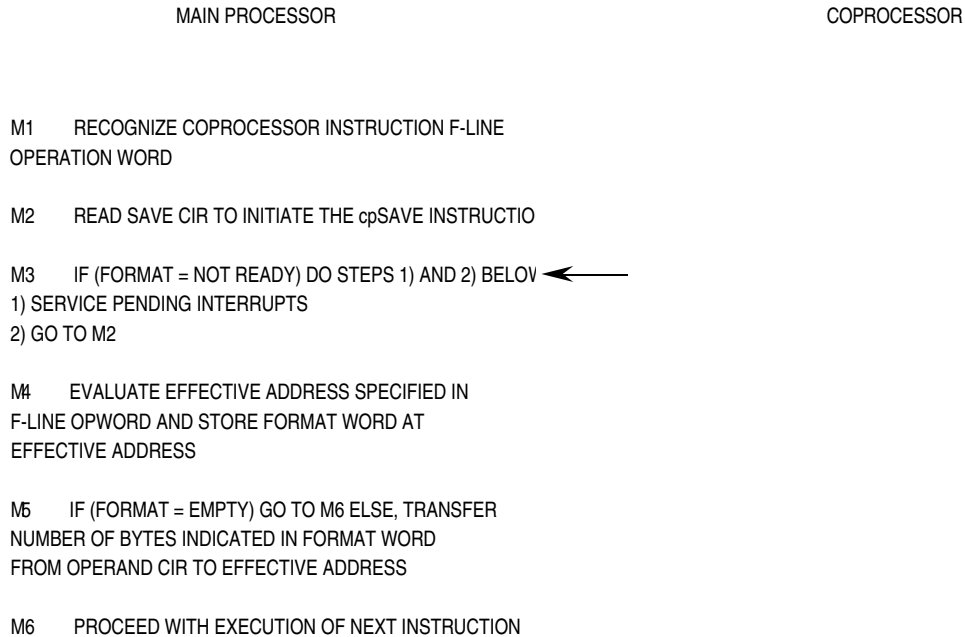 MAIN PROCESSOR COPROCESSOR
M1 RECOGNIZE COPROCESSOR INSTRUCTION F-LINE
OPERATION WORD
M2 READ SAVE CIR TO INITIATE THE cpSAVE INSTRUCTIO
M3 IF (FORMAT = NOT READY) DO STEPS 1) AND 2) BELOW
1) SERVICE PENDING INTERRUPTS
2) GO TO M2
M4 EVALUATE EFFECTIVE ADDRESS SPECIFIED IN
F-LINE OPWORD AND STORE FORMAT WORD AT
EFFECTIVE ADDRESS
M5 IF (FORMAT = EMPTY) GO TO M6 ELSE, TRANSFER
NUMBER OF BYTES INDICATED IN FORMAT WORD
FROM OPERAND CIR TO EFFECTIVE ADDRESS
M6 PROCEED WITH EXECUTION OF NEXT INSTRUCTION